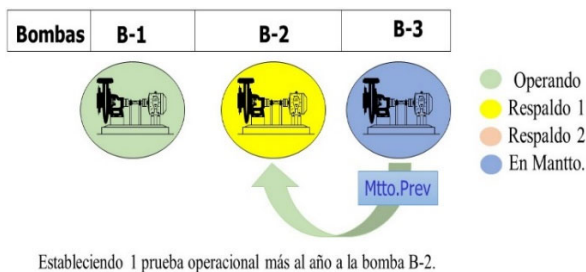 Bombas B-1 B-2 B-3
Operando
Respaldo 1
Respaldo 2
En Mantto.
Mtto.Prev
Estableciendo 1 prueba operacional más al año a la bomba B-2.